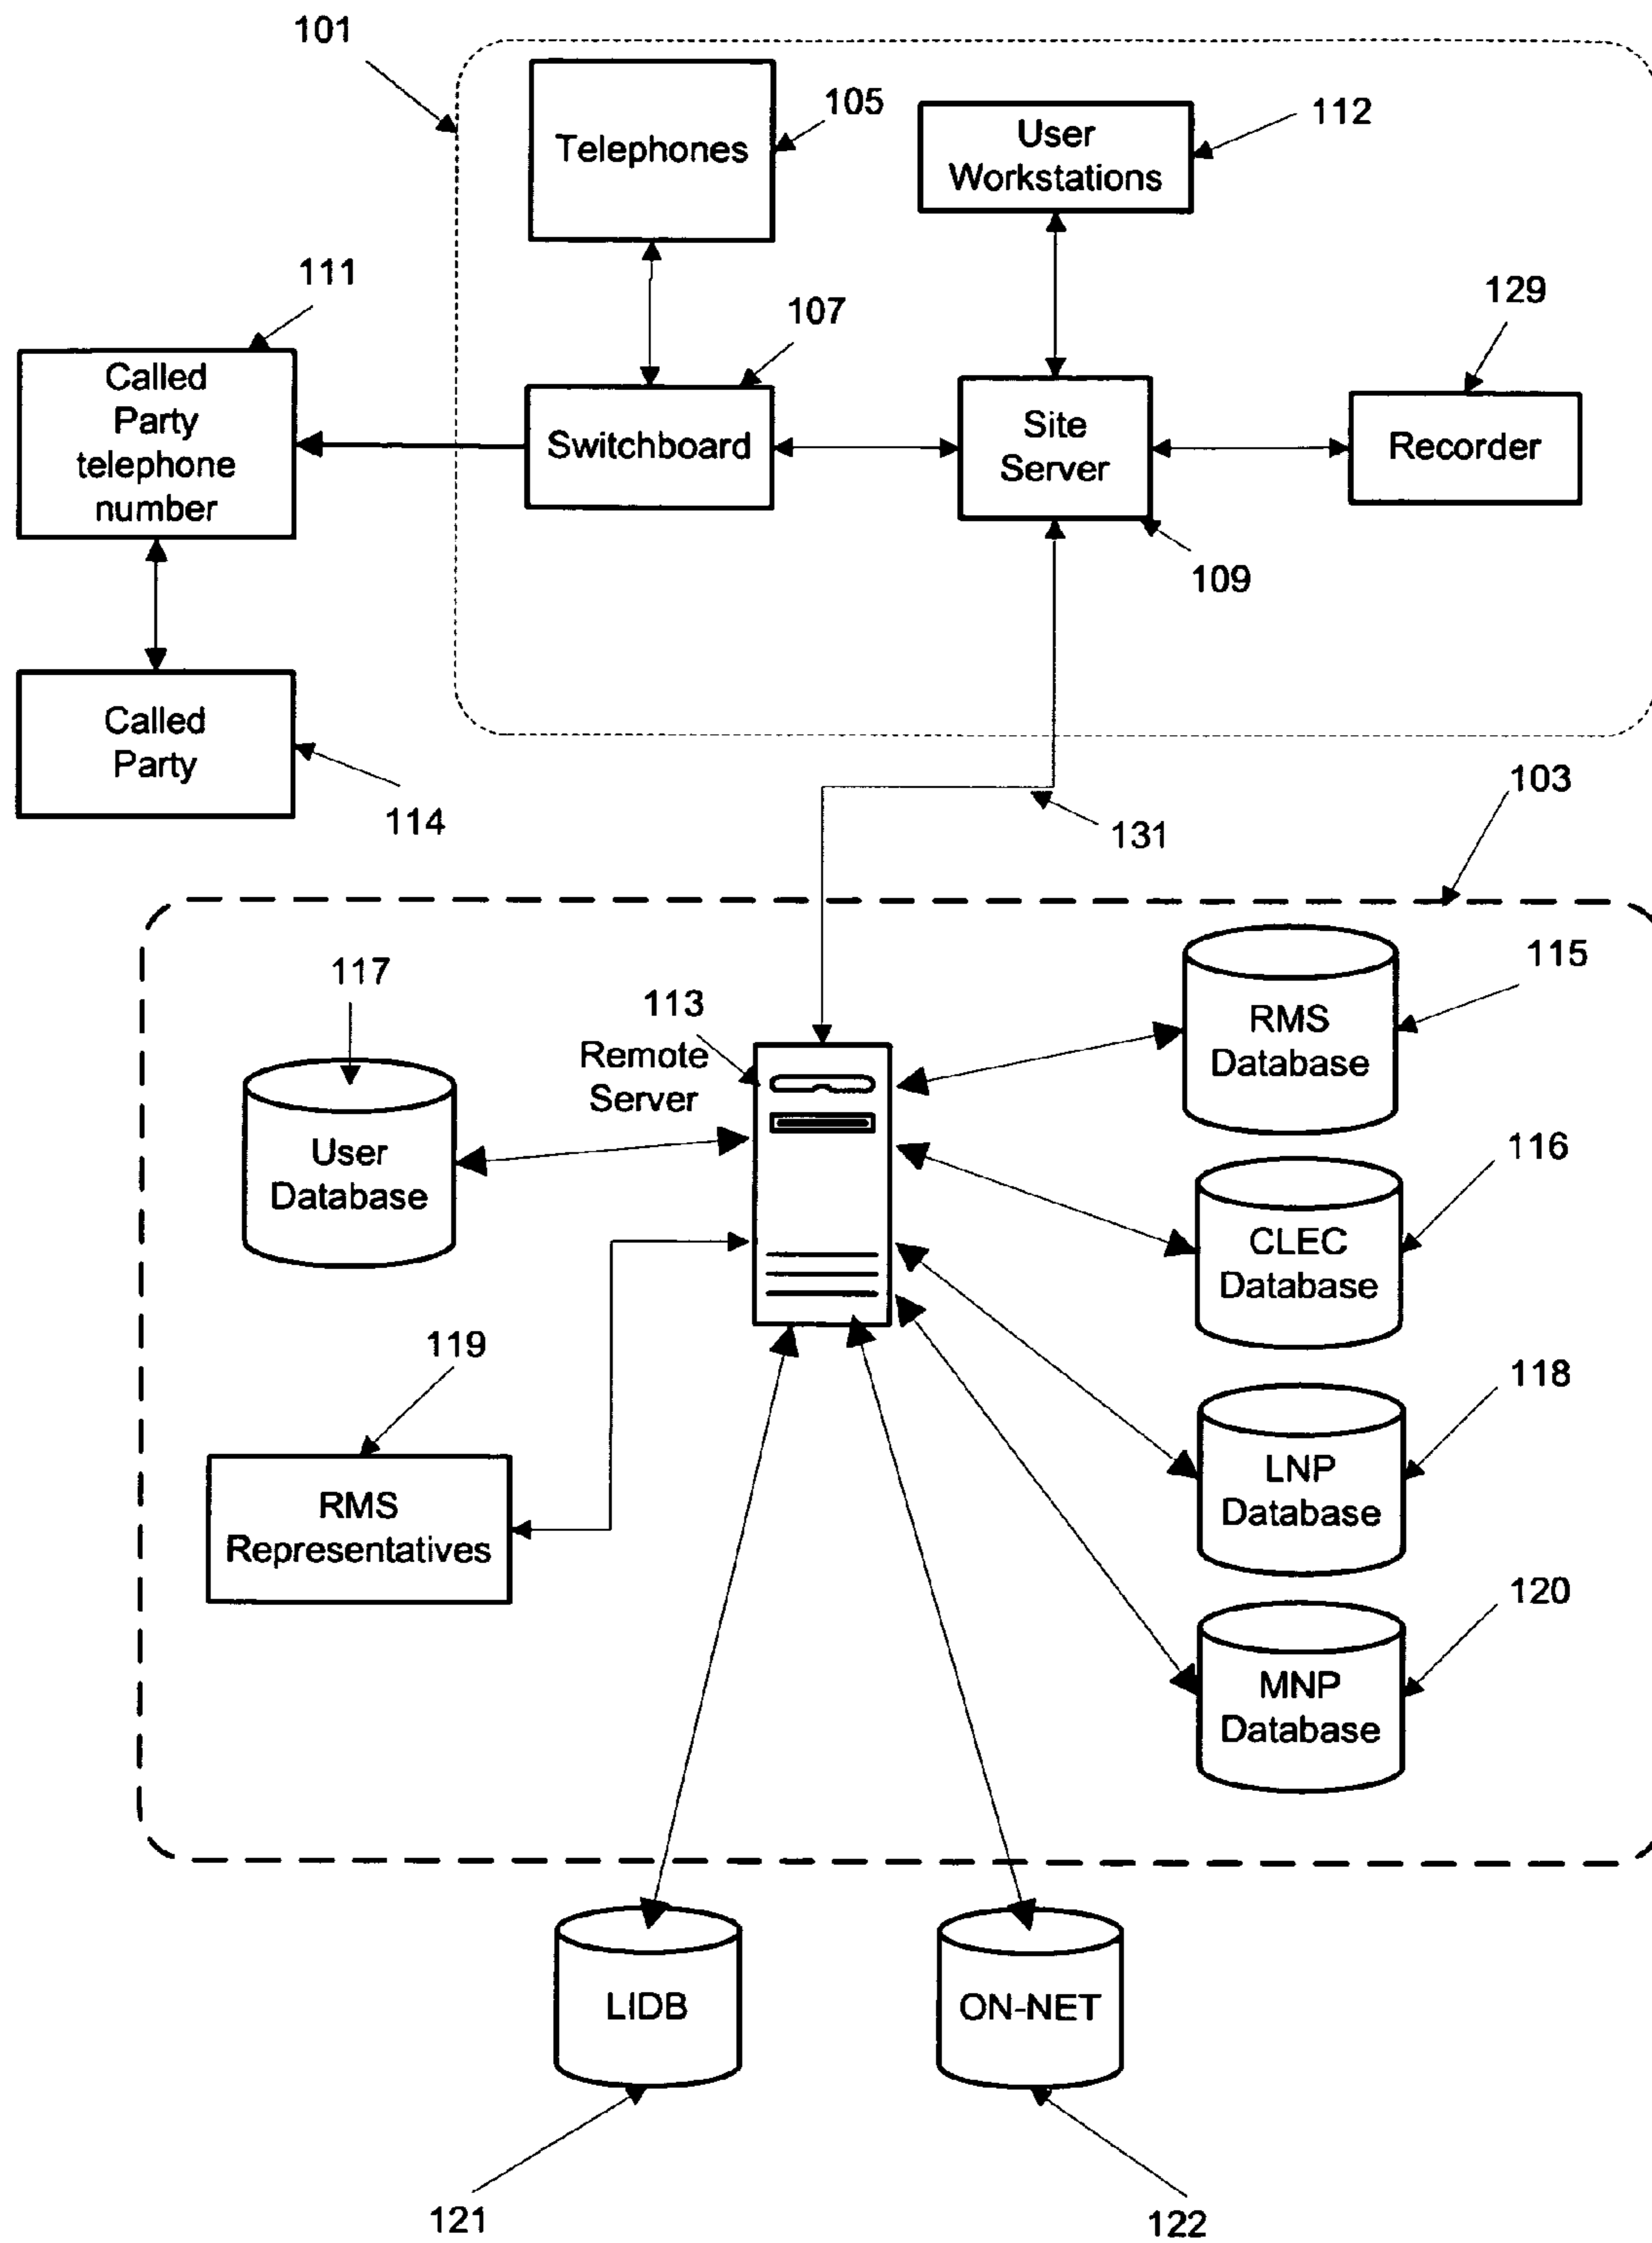 101
Telephones
105
User
Workstations
112
111
107
129
Called
Party
telephone
number
Switchboard
Site
Server
Recorder
109
Called
Party
114
103
131
117
113
Remote
Server
RMS
Database
115
User
Database
CLEC
Database
116
119
RMS
Representatives
LNP
Database
118
MNP
Database
120
LIDB
ON-NET
121
122